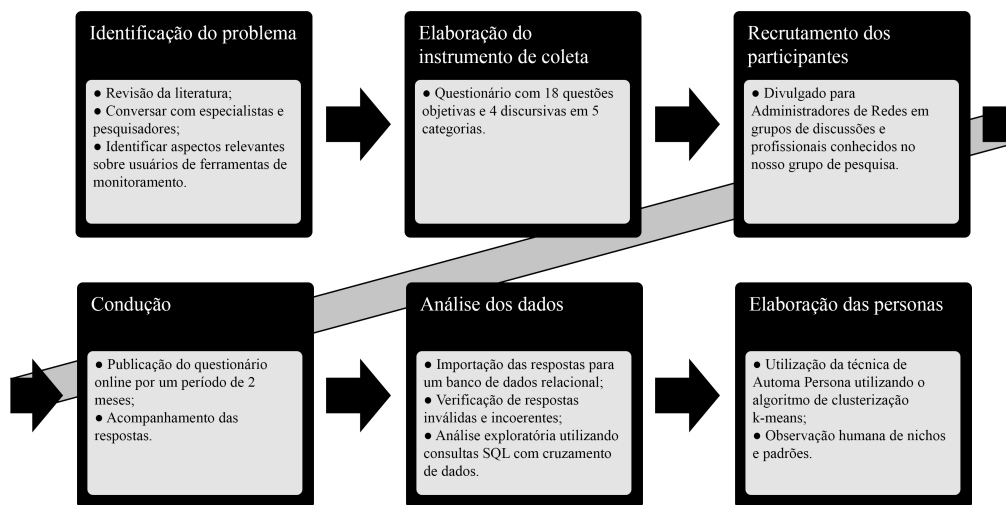 Identificação do problema
● Revisão da literatura;
● Conversar com especialistas e
pesquisadores;
● Identificar aspectos relevantes
sobre usuários de ferramentas de
monitoramento.
Elaboração do
instrumento de coleta
● Questionário com 18 questões
objetivas e 4 discursivas em 5
categorias.
Recrutamento dos
participantes
● Divulgado para
Administradores de Redes em
grupos de discussões e
profissionais conhecidos no
nosso grupo de pesquisa.
Condução
● Publicação do questionário
online por um período de 2
meses;
● Acompanhamento das
respostas.
Análise dos dados
● Importação das respostas para
um banco de dados relacional;
● Verificação de respostas
inválidas e incoerentes;
● Análise exploratória utilizando
consultas SQL com cruzamento
de dados.
Elaboração das personas
● Utilização da técnica de
Automa Persona utilizando o
algoritmo de clusterização
k-means;
● Observação humana de nichos
e padrões.